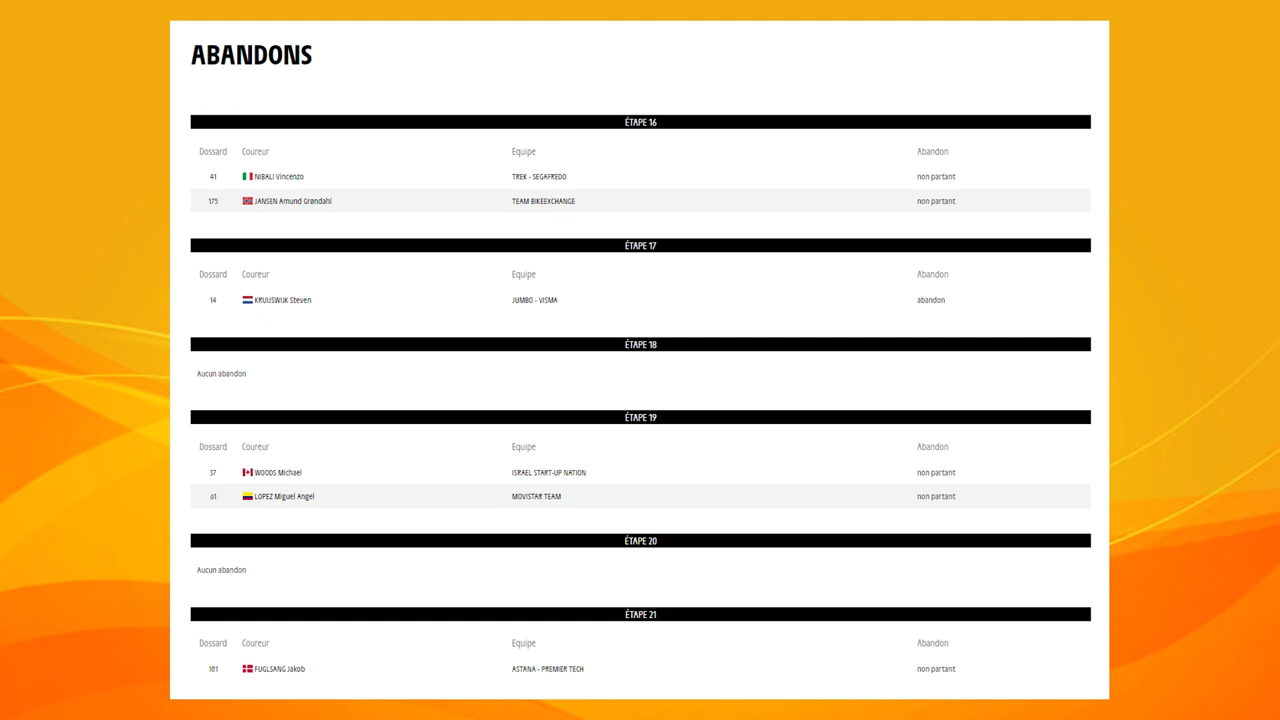 ABANDONS
ÉTAPE 16
Dossard Coureur Equipe Abandon
41 NIBALI Vincenzo TREK - SEGAFREDO non partant
175 JANSEN Amund Grøndahl TEAM BIKEEXCHANGE non partant
ÉTAPE 17
Dossard Coureur Equipe Abandon
14 KRUIJSWIJK Steven JUMBO - VISMA abandon
ÉTAPE 18
Aucun abandon
ÉTAPE 19
Dossard Coureur Equipe Abandon
37 WOODS Michael ISRAEL START-UP NATION non partant
61 LOPEZ Miguel Angel MOVISTAR TEAM non partant
ÉTAPE 20
Aucun abandon
ÉTAPE 21
Dossard Coureur Equipe Abandon
181 FUGLSANG Jakob ASTANA - PREMIER TECH non partant